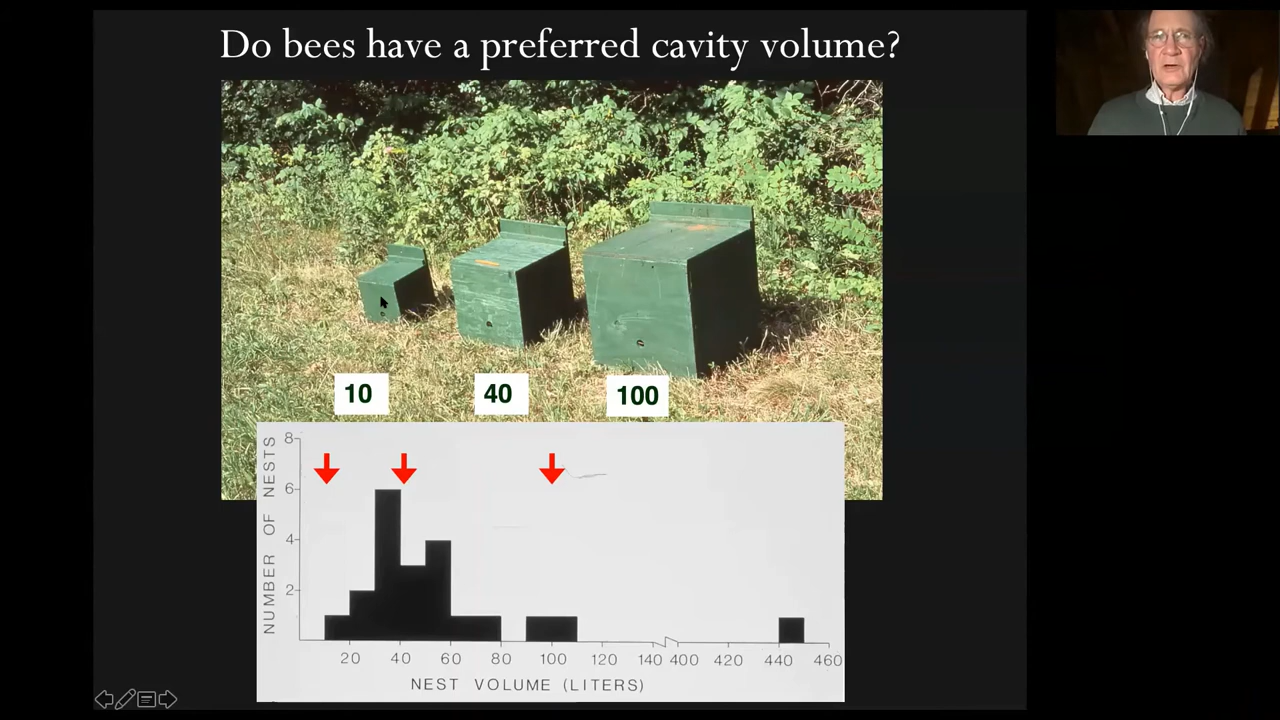 Do bees have a preferred cavity volume?
10
40
100
NUMBER OF NESTS
8
6
4
2
20 40 60 80 100 120 140 400 420 440 460
NEST VOLUME (LITERS)